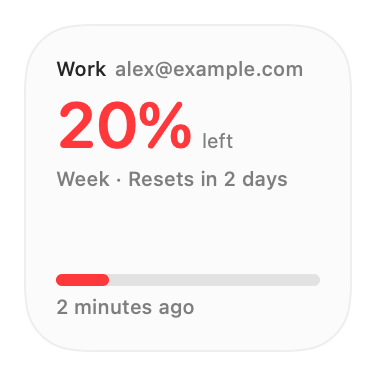 Work alex@example.com
20% left
Week · Resets in 2 days
2 minutes ago